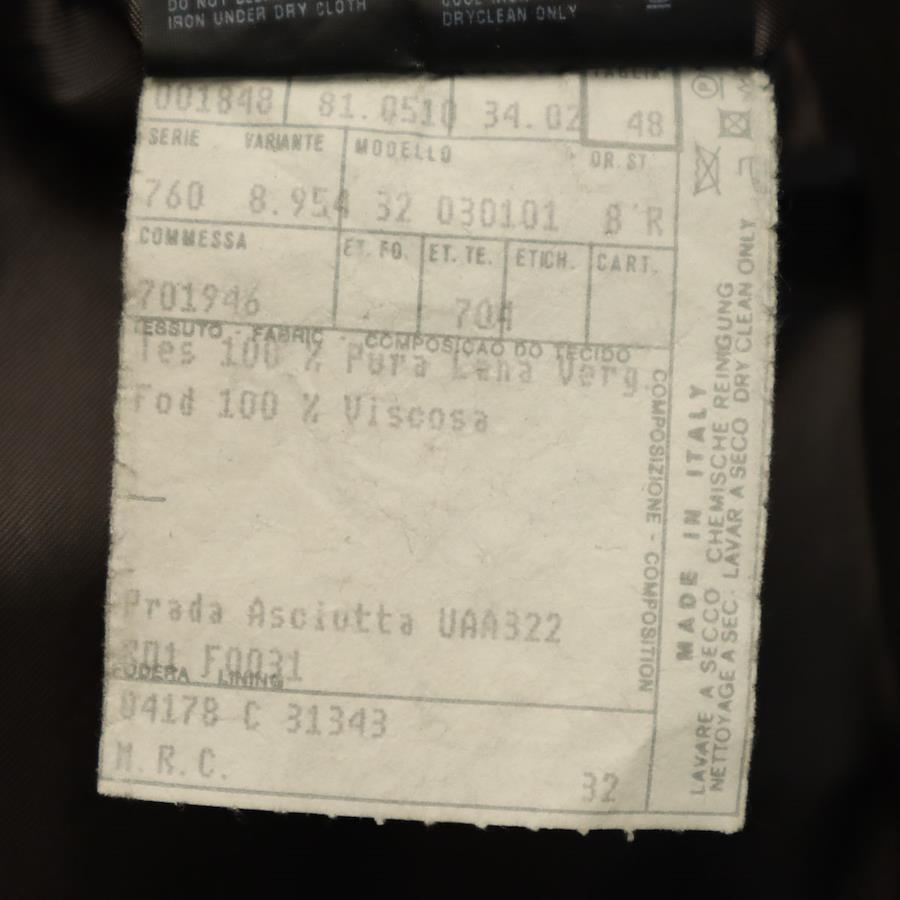 IRON UNDER DRY CLOTH
DRYCLEAN ONLY
TAGLIA
001848 81.0510 34.02 48
SERIE VARIANTE MODELLO DR. ST.
760 8.954 32 030101 8 R
COMMESSA ET. FO. ET. TE. ETICH. CART.
701946 704
TESSUTO - FABRIC - COMPOSIÇAO DO TECIDO
Tes 100 % Pura Lana Verg.
Fod 100 % Viscosa
Prada Asciutta UAA322
S01 F0031
FODERA LINING
04178 C 31343
M.R.C.
32
COMPOSIZIONE - COMPOSITION
MADE IN ITALY
LAVARE A SECCO CHEMISCHE REINIGUNG
NETTOYAGE A SEC. LAVAR A SECO DRY CLEAN ONLY